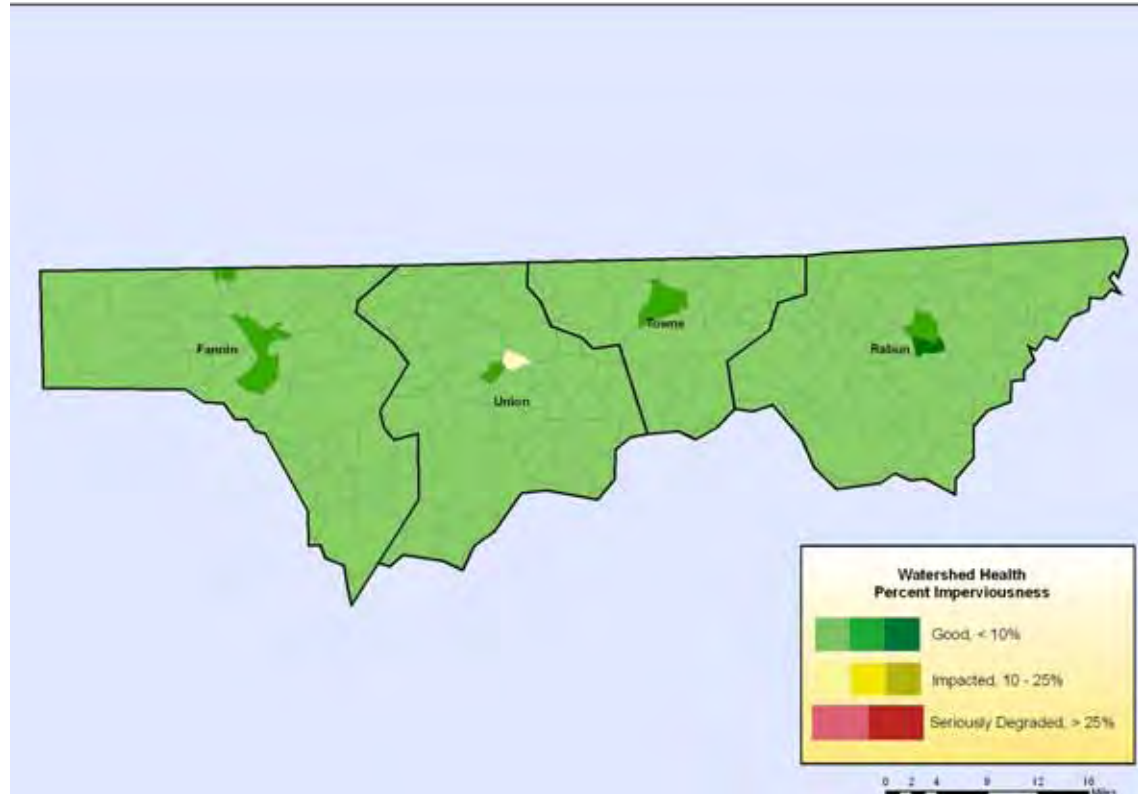 Towns
Fannin
Rabun
Union
Watershed Health
Percent Imperviousness
Good, < 10%
Impacted, 10 - 25%
Seriously Degraded, > 25%
0 2 4 8 12 16
Miles